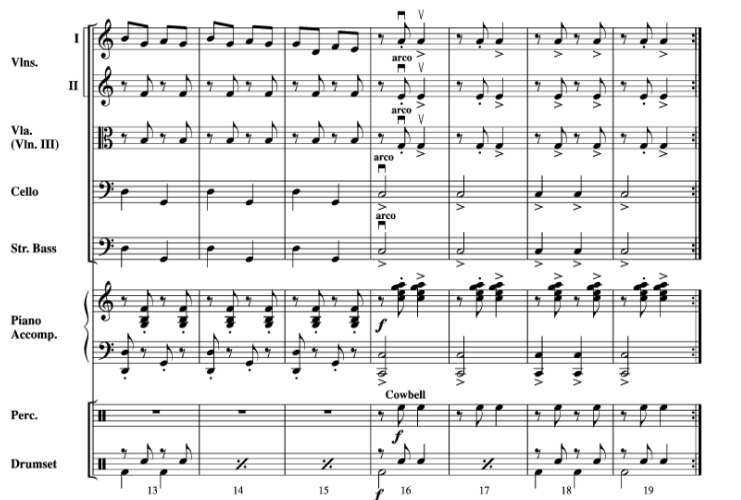 I
Vlns.
II
arco
Vla.
(Vln. III)
arco
Cello
arco
Str. Bass
arco
Piano
Accomp.
f
Perc.
Cowbell
f
Drumset
f
13 14 15 16 17 18 19